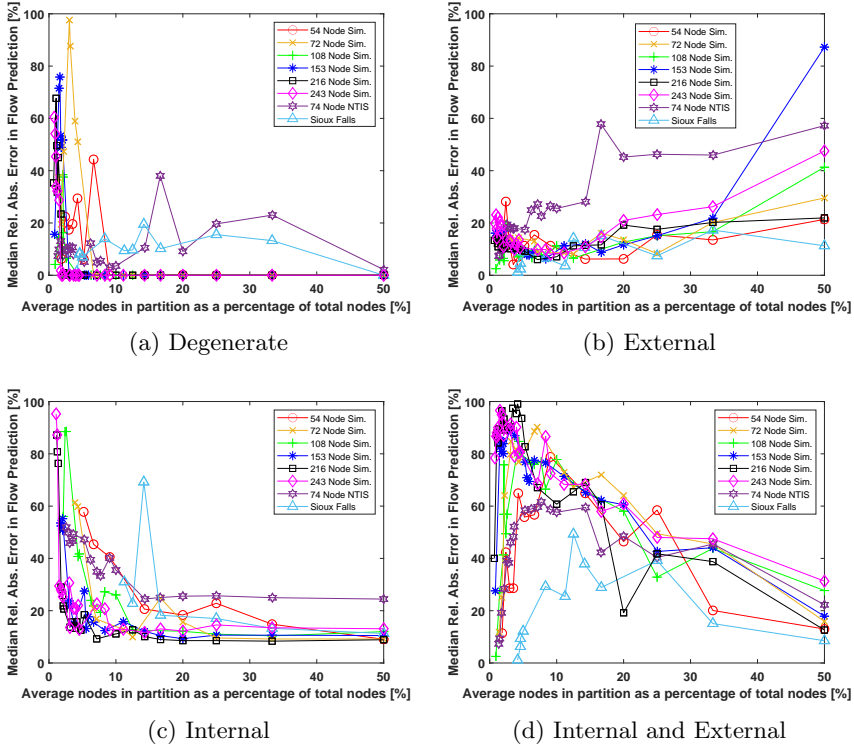 Median Rel. Abs. Error in Flow Prediction [%]
100
80
60
40
20
0
54 Node Sim.
72 Node Sim.
108 Node Sim.
153 Node Sim.
216 Node Sim.
243 Node Sim.
74 Node NTIS
Sioux Falls
0 10 20 30 40 50
Average nodes in partition as a percentage of total nodes [%]
(a) Degenerate
Median Rel. Abs. Error in Flow Prediction [%]
100
80
60
40
20
0
54 Node Sim.
72 Node Sim.
108 Node Sim.
153 Node Sim.
216 Node Sim.
243 Node Sim.
74 Node NTIS
Sioux Falls
0 10 20 30 40 50
Average nodes in partition as a percentage of total nodes [%]
(b) External
Median Rel. Abs. Error in Flow Prediction [%]
100
80
60
40
20
0
54 Node Sim.
72 Node Sim.
108 Node Sim.
153 Node Sim.
216 Node Sim.
243 Node Sim.
74 Node NTIS
Sioux Falls
0 10 20 30 40 50
Average nodes in partition as a percentage of total nodes [%]
(c) Internal
Median Rel. Abs. Error in Flow Prediction [%]
100
80
60
40
20
0
54 Node Sim.
72 Node Sim.
108 Node Sim.
153 Node Sim.
216 Node Sim.
243 Node Sim.
74 Node NTIS
Sioux Falls
0 10 20 30 40 50
Average nodes in partition as a percentage of total nodes [%]
(d) Internal and External